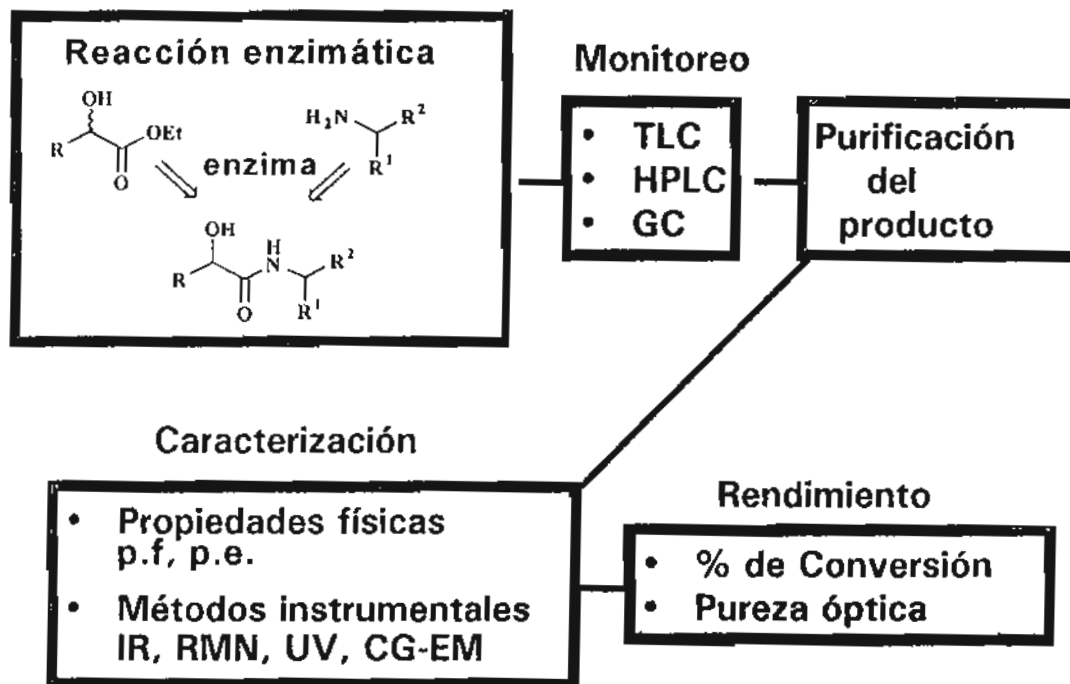 Reacción enzimática
OH
R
OEt
O
H₂N
R²
R¹
enzima
OH
H
N
R²
R
O
R¹
Monitoreo
• TLC
• HPLC
• GC
Purificación
del
producto
Caracterización
• Propiedades físicas
p.f, p.e.
• Métodos instrumentales
IR, RMN, UV, CG-EM
Rendimiento
• % de Conversión
• Pureza óptica